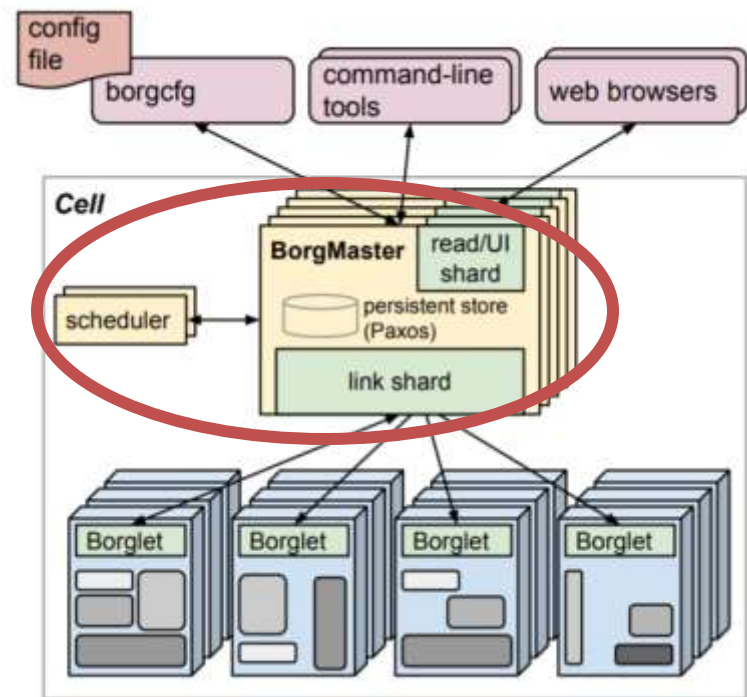 config
file
borgcfg
command-line
tools
web browsers
Cell
BorgMaster
read/UI
shard
scheduler
persistent store
(Paxos)
link shard
Borglet
Borglet
Borglet
Borglet